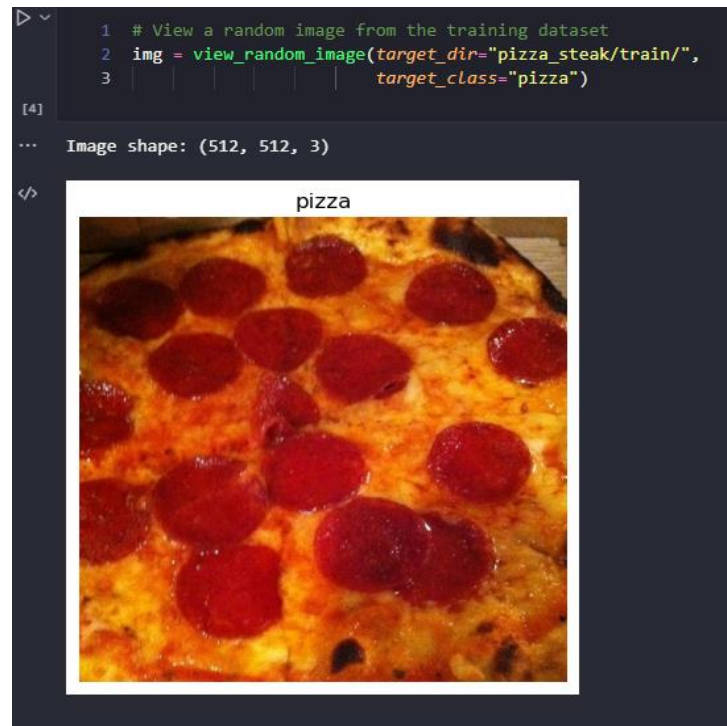 1 # View a random image from the training dataset
2 img = view_random_image(target_dir="pizza_steak/train/",
3 target_class="pizza")
[4]
... Image shape: (512, 512, 3)
</> pizza